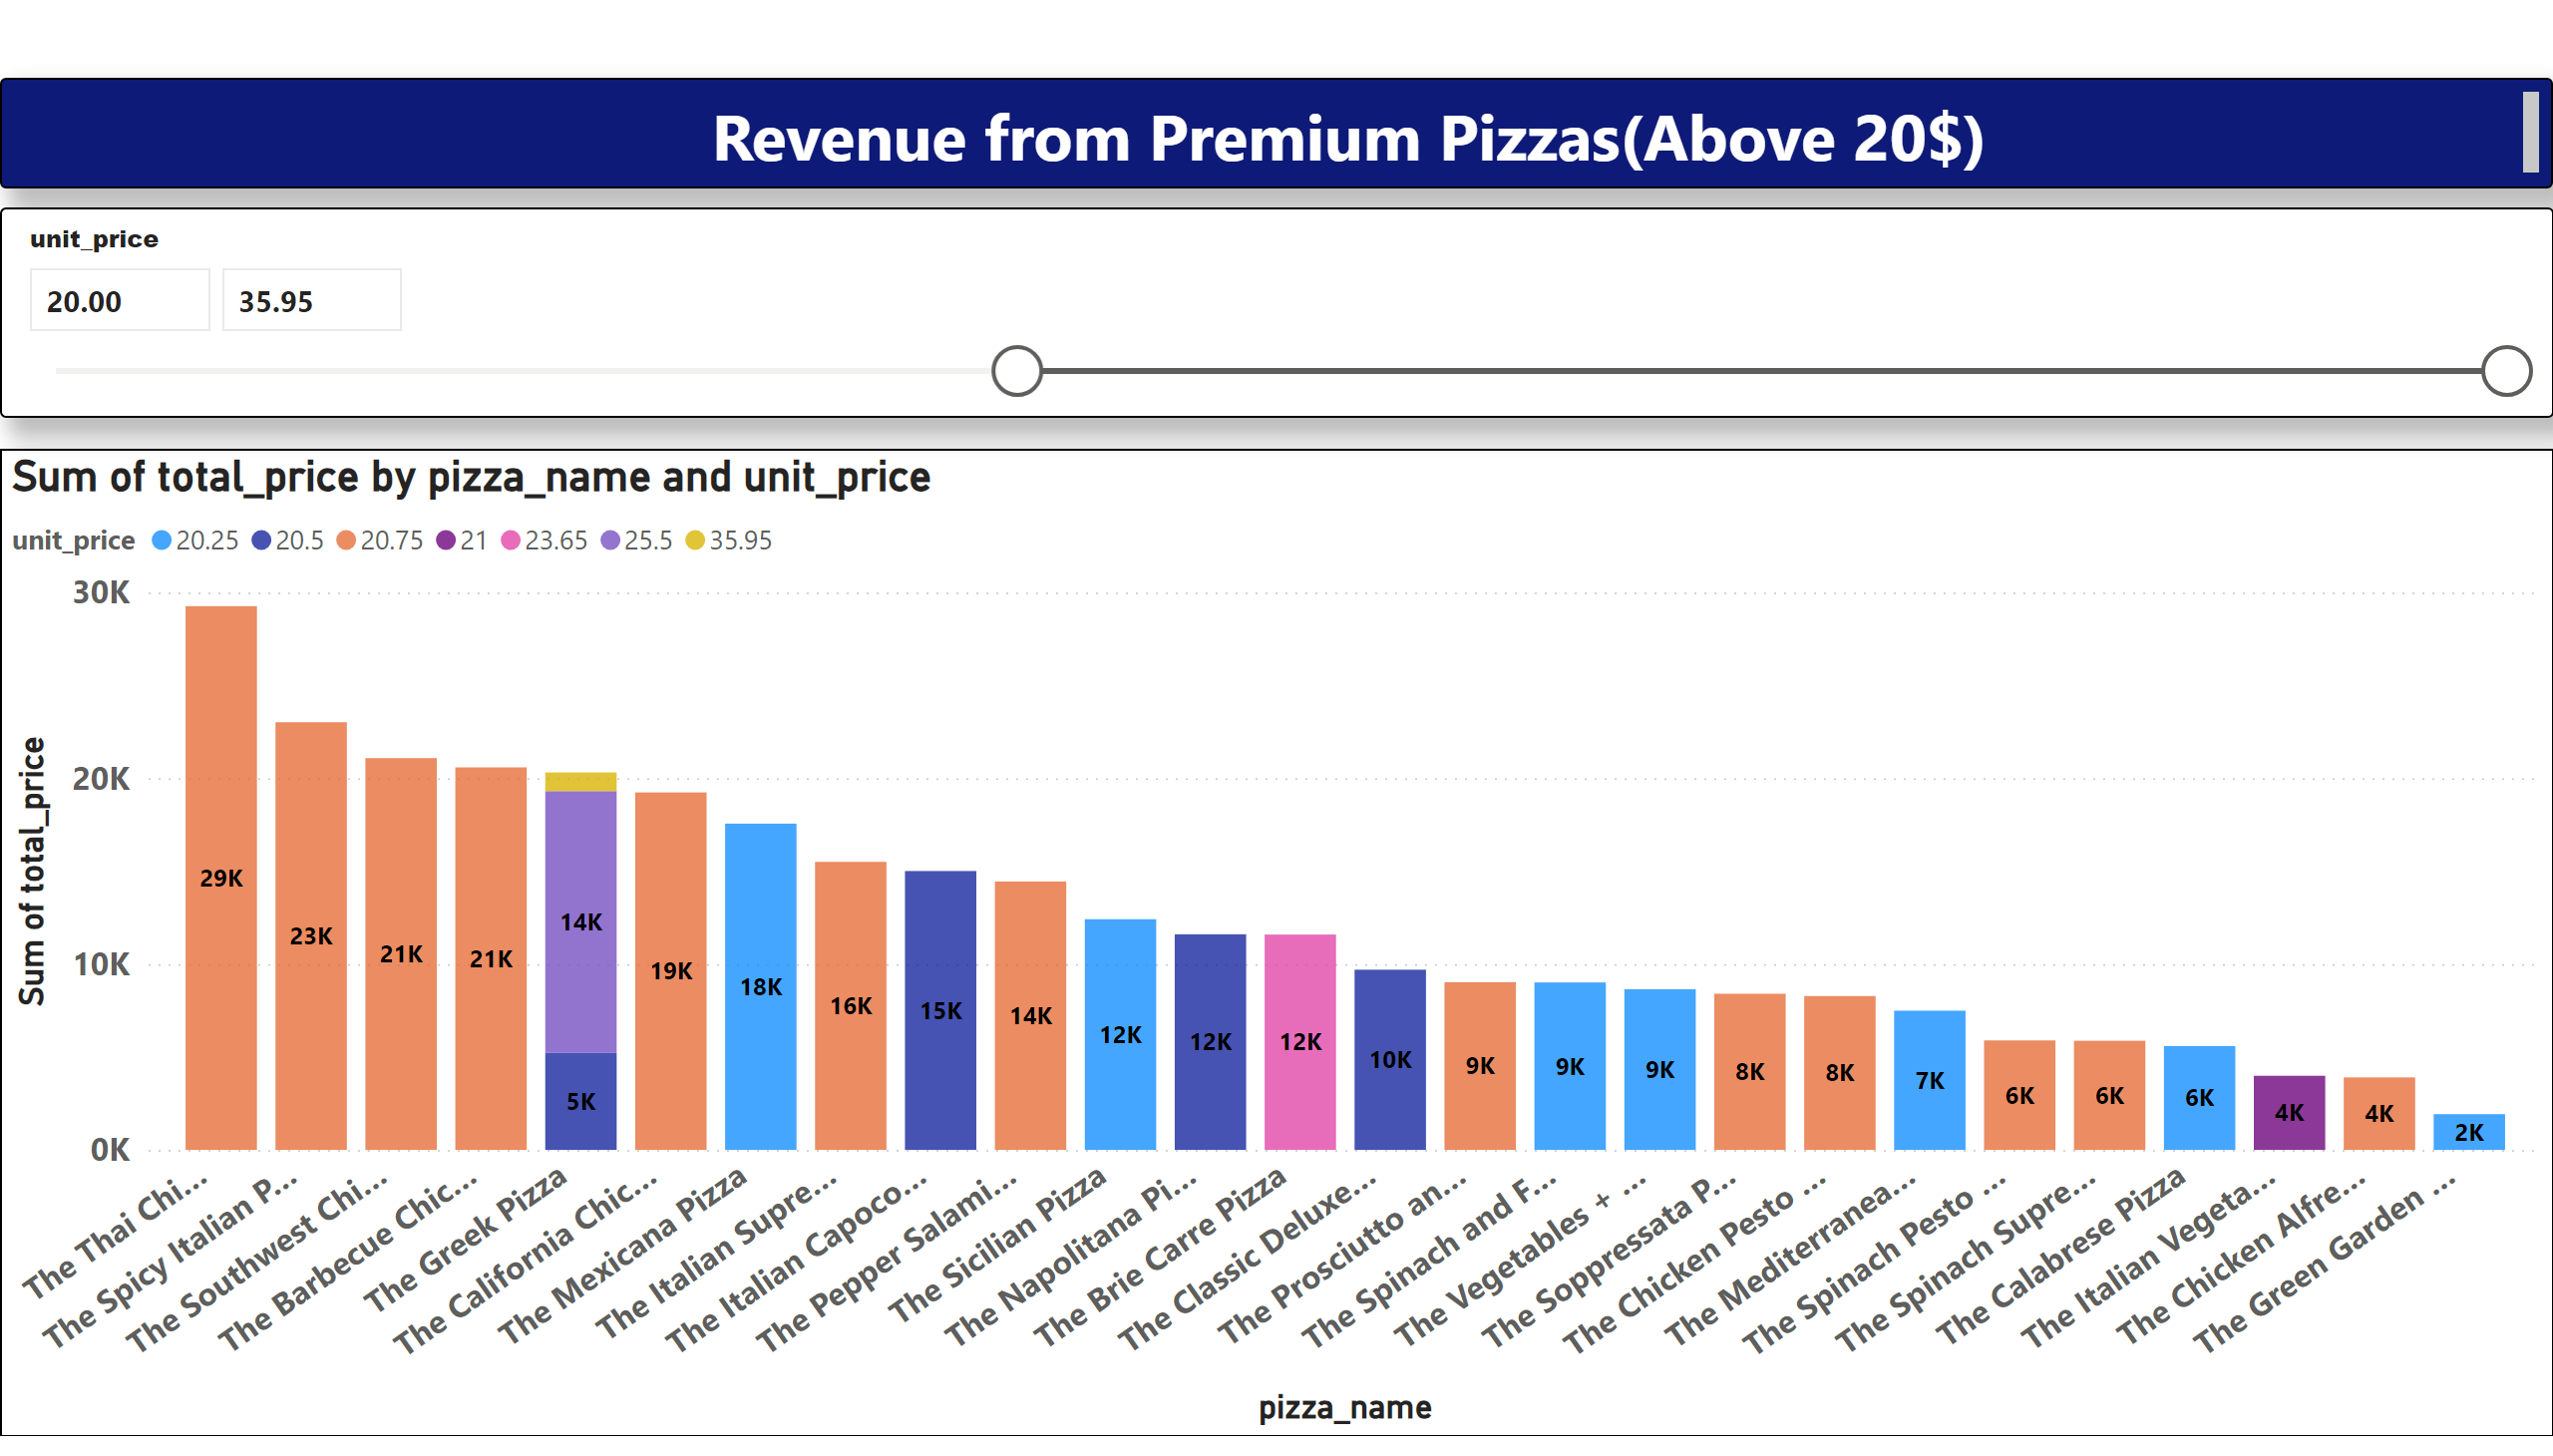 Revenue from Premium Pizzas(Above 20$)
unit_price
20.00 35.95
Sum of total_price by pizza_name and unit_price
unit_price 20.25 20.5 20.75 21 23.65 25.5 35.95
Sum of total_price
30K
20K
10K
0K
29K
23K
21K
21K
14K
5K
19K
18K
16K
15K
14K
12K
12K
12K
10K
9K
9K
9K
8K
8K
7K
6K
6K
6K
4K
4K
2K
The Thai Chi...
The Spicy Italian P...
The Southwest Chi...
The Barbecue Chic...
The Greek Pizza
The California Chic...
The Mexicana Pizza
The Italian Supre...
The Italian Capoco...
The Pepper Salami...
The Sicilian Pizza
The Napolitana Pi...
The Brie Carre Pizza
The Classic Deluxe...
The Prosciutto an...
The Spinach and F...
The Vegetables + ...
The Soppressata P...
The Chicken Pesto ...
The Mediterranea...
The Spinach Pesto ...
The Spinach Supre...
The Calabrese Pizza
The Italian Vegeta...
The Chicken Alfre...
The Green Garden ...
pizza_name